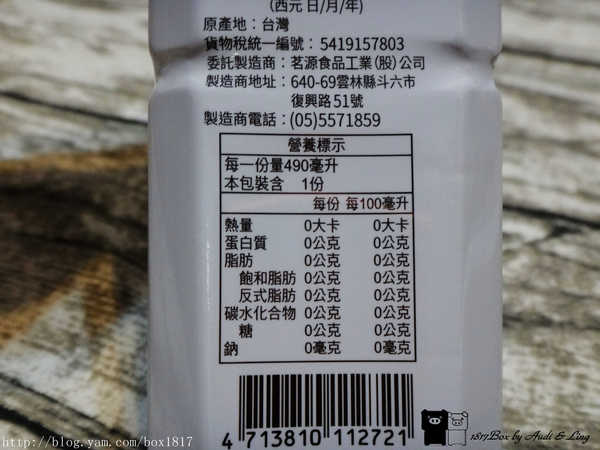 (西元 日/月/年)
原產地：台灣
貨物稅統一編號：5419157803
委託製造商：茗源食品工業(股)公司
製造商地址：640-69雲林縣斗六市
復興路51號
製造商電話：(05)5571859
營養標示
每一份量490毫升
本包裝含 1份
每份 每100毫升
熱量 0大卡 0大卡
蛋白質 0公克 0公克
脂肪 0公克 0公克
飽和脂肪 0公克 0公克
反式脂肪 0公克 0公克
碳水化合物 0公克 0公克
糖 0公克 0公克
鈉 0毫克 0毫克
4 713810 112721
http://blog.yam.com/box1817
1817Box by Audi & Ling